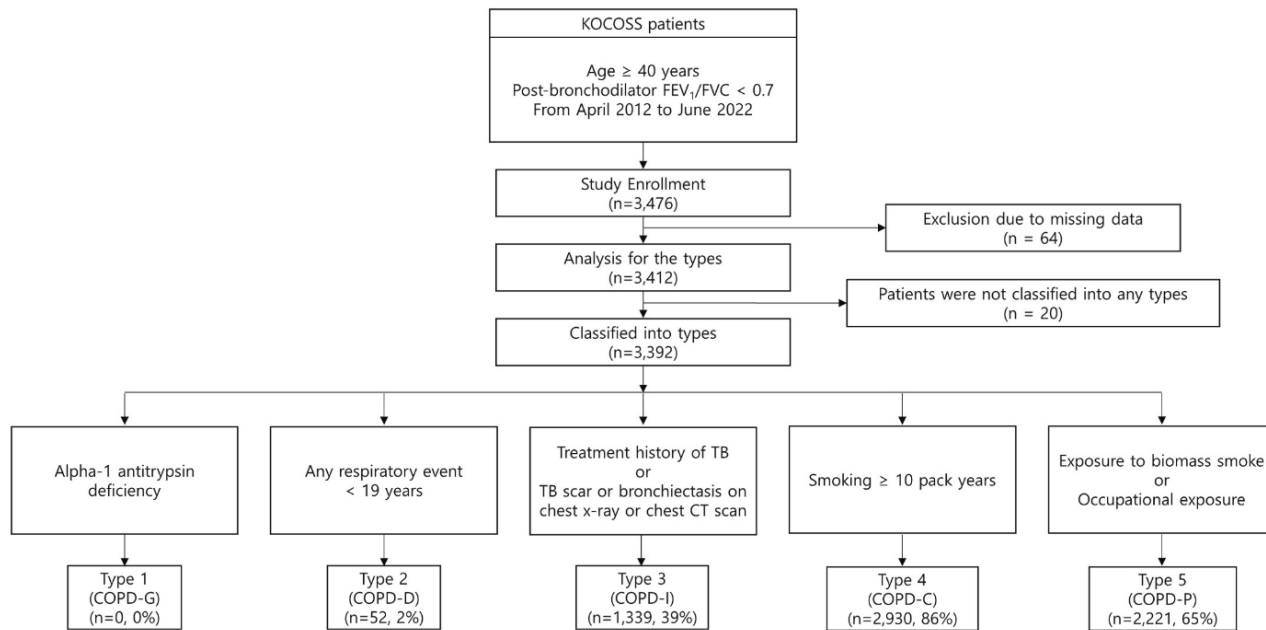 KOCOSS patients
Age ≥ 40 years
Post-bronchodilator FEV₁/FVC < 0.7
From April 2012 to June 2022
Study Enrollment
(n=3,476)
Exclusion due to missing data
(n = 64)
Analysis for the types
(n=3,412)
Patients were not classified into any types
(n = 20)
Classified into types
(n=3,392)
Alpha-1 antitrypsin
deficiency
Any respiratory event
< 19 years
Treatment history of TB
or
TB scar or bronchiectasis on
chest x-ray or chest CT scan
Smoking ≥ 10 pack years
Exposure to biomass smoke
or
Occupational exposure
Type 1
(COPD-G)
(n=0, 0%)
Type 2
(COPD-D)
(n=52, 2%)
Type 3
(COPD-I)
(n=1,339, 39%)
Type 4
(COPD-C)
(n=2,930, 86%)
Type 5
(COPD-P)
(n=2,221, 65%)